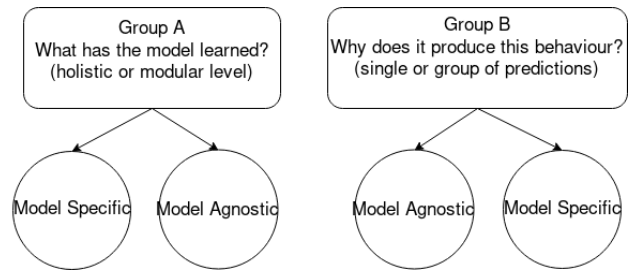 Group A
What has the model learned?
(holistic or modular level)
Group B
Why does it produce this behaviour?
(single or group of predictions)
Model Specific
Model Agnostic
Model Agnostic
Model Specific